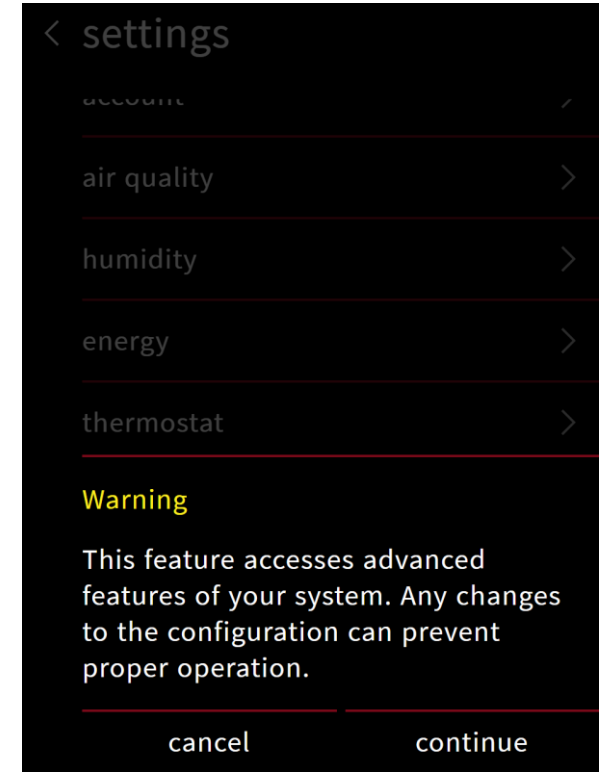 settings
account
air quality
humidity
energy
thermostat
Warning
This feature accesses advanced
features of your system. Any changes
to the configuration can prevent
proper operation.
cancel
continue